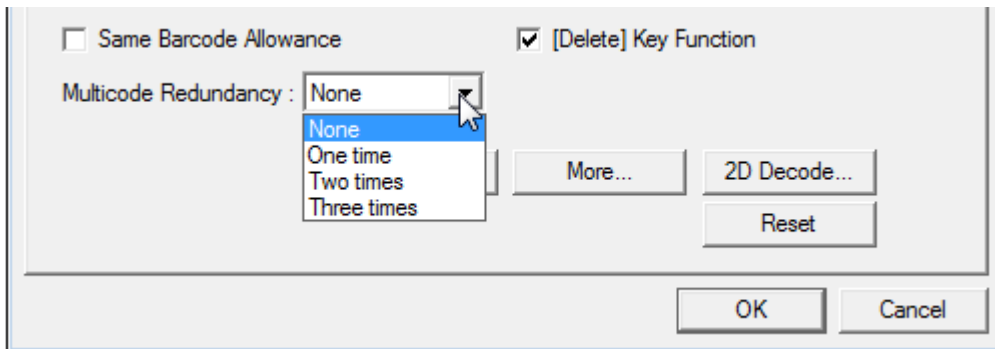 Same Barcode Allowance [Delete] Key Function
Multicode Redundancy : None
None
One time
Two times
Three times
More... 2D Decode...
Reset
OK Cancel